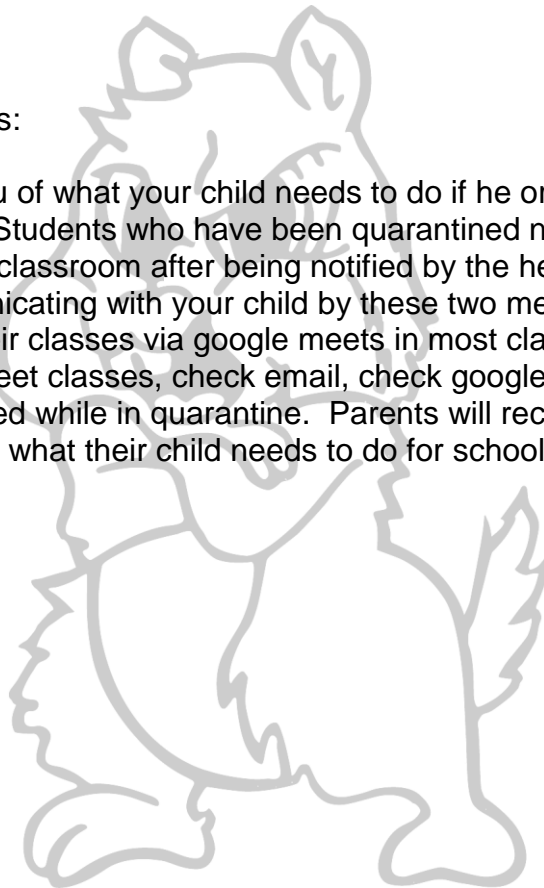 s:
u of what your child needs to do if he or
Students who have been quarantined n
classroom after being notified by the he
nicating with your child by these two me
ir classes via google meets in most cla
eet classes, check email, check google
ed while in quarantine.  Parents will rec
what their child needs to do for school